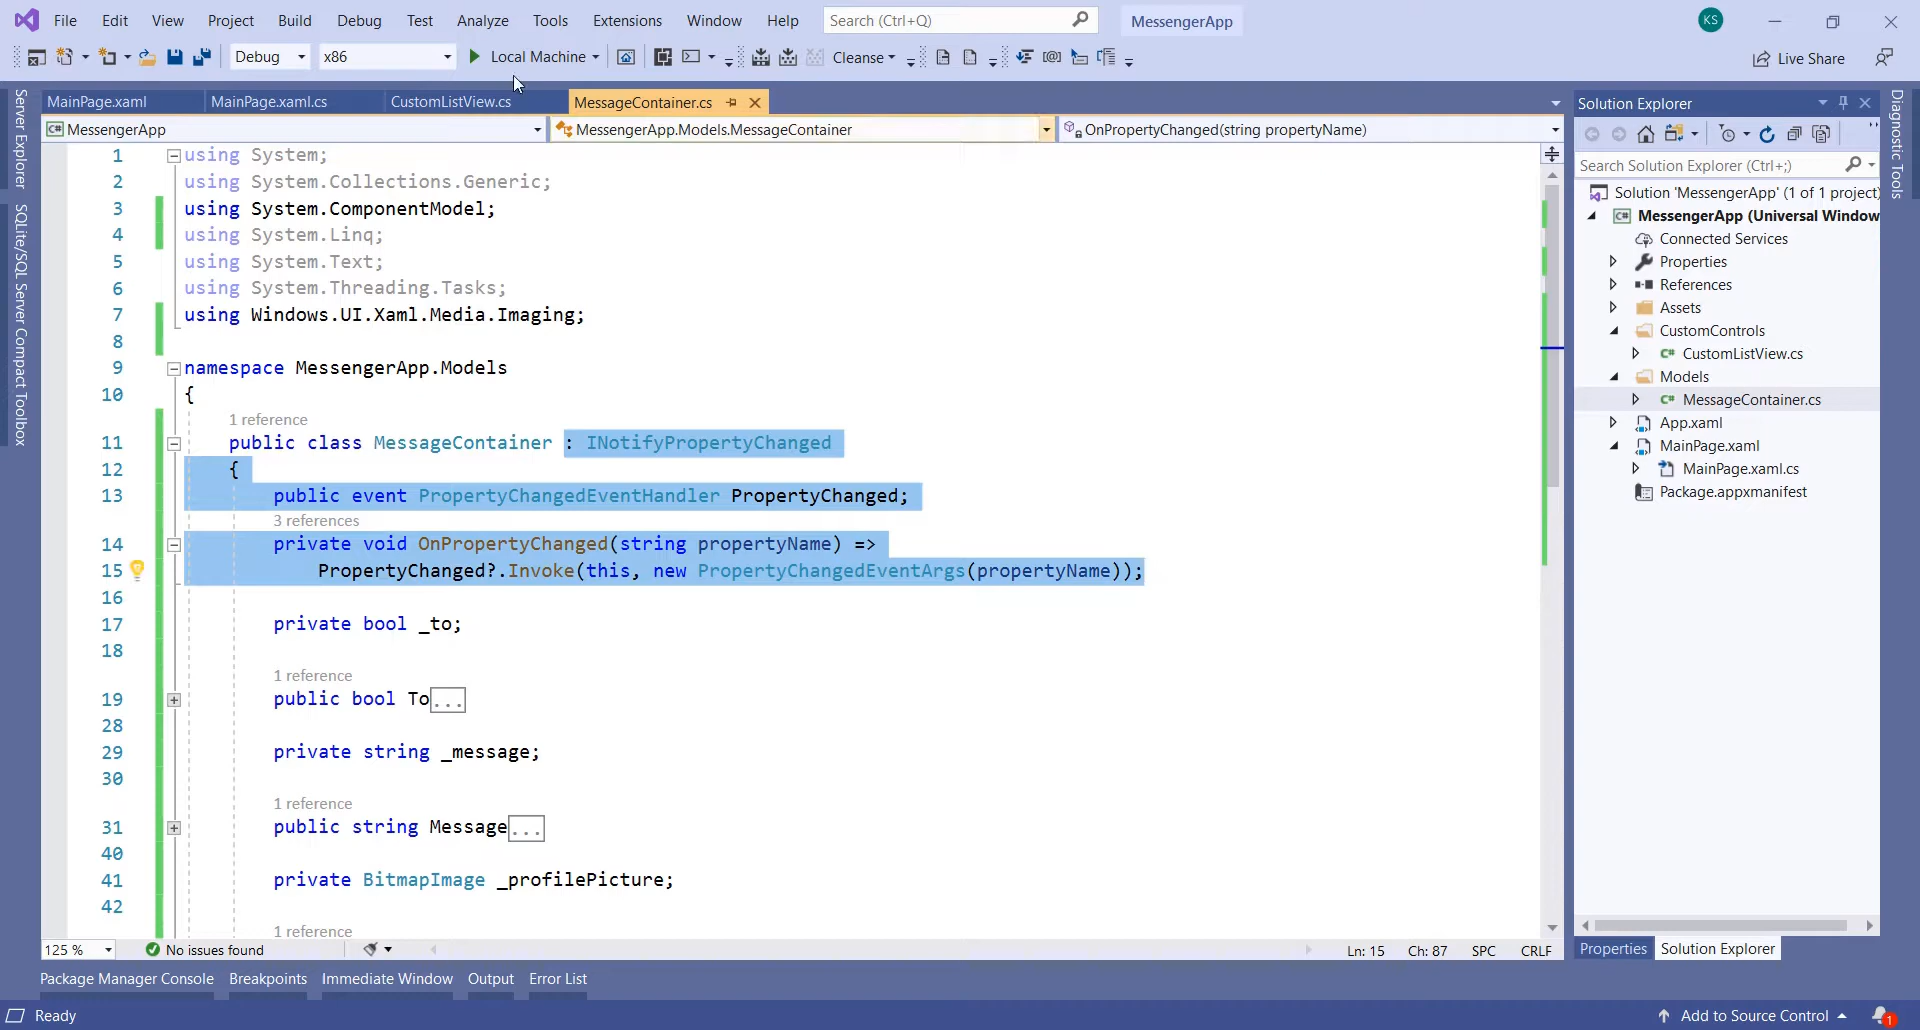 File Edit View Project Build Debug Test Analyze Tools Extensions Window Help Search (Ctrl+Q) MessengerApp KS
Debug x86 Local Machine Cleanse Live Share
MainPage.xaml MainPage.xaml.cs CustomListView.cs MessageContainer.cs
C# MessengerApp MessengerApp.Models.MessageContainer OnPropertyChanged(string propertyName)
1 using System;
2 using System.Collections.Generic;
3 using System.ComponentModel;
4 using System.Linq;
5 using System.Text;
6 using System.Threading.Tasks;
7 using Windows.UI.Xaml.Media.Imaging;
8
9 namespace MessengerApp.Models
10 {
1 reference
11 public class MessageContainer : INotifyPropertyChanged
12 {
13 public event PropertyChangedEventHandler PropertyChanged;
3 references
14 private void OnPropertyChanged(string propertyName) =>
15 PropertyChanged?.Invoke(this, new PropertyChangedEventArgs(propertyName));
16
17 private bool _to;
18
1 reference
19 public bool To...
28
29 private string _message;
30
1 reference
31 public string Message...
40
41 private BitmapImage _profilePicture;
42
1 reference
125 % No issues found Ln: 15 Ch: 87 SPC CRLF
Package Manager Console Breakpoints Immediate Window Output Error List
Ready Add to Source Control 1
Server Explorer
SQLite/SQL Server Compact Toolbox
Solution Explorer
Search Solution Explorer (Ctrl+;)
Solution 'MessengerApp' (1 of 1 project)
C# MessengerApp (Universal Window
Connected Services
Properties
References
Assets
CustomControls
C# CustomListView.cs
Models
C# MessageContainer.cs
App.xaml
MainPage.xaml
MainPage.xaml.cs
Package.appxmanifest
Properties Solution Explorer
Diagnostic Tools